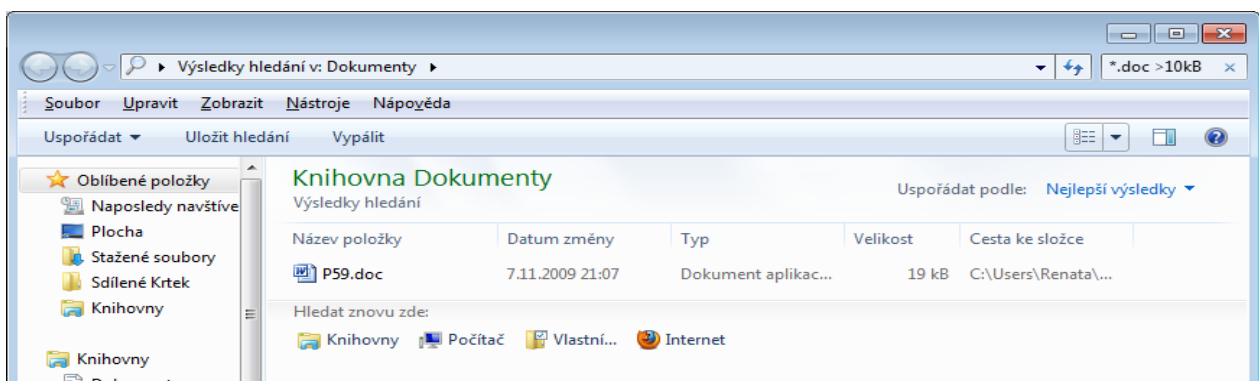 Výsledky hledání v: Dokumenty
*.doc >10kB
Soubor Upravit Zobrazit Nástroje Nápověda
Uspořádat Uložit hledání Vypálit
Oblíbené položky
Naposledy navštíve
Plocha
Stažené soubory
Sdílené Krtek
Knihovny
Knihovny
Knihovna Dokumenty
Výsledky hledání
Uspořádat podle: Nejlepší výsledky
Název položky Datum změny Typ Velikost Cesta ke složce
P59.doc 7.11.2009 21:07 Dokument aplikac... 19 kB C:\Users\Renata\...
Hledat znovu zde:
Knihovny Počítač Vlastní... Internet